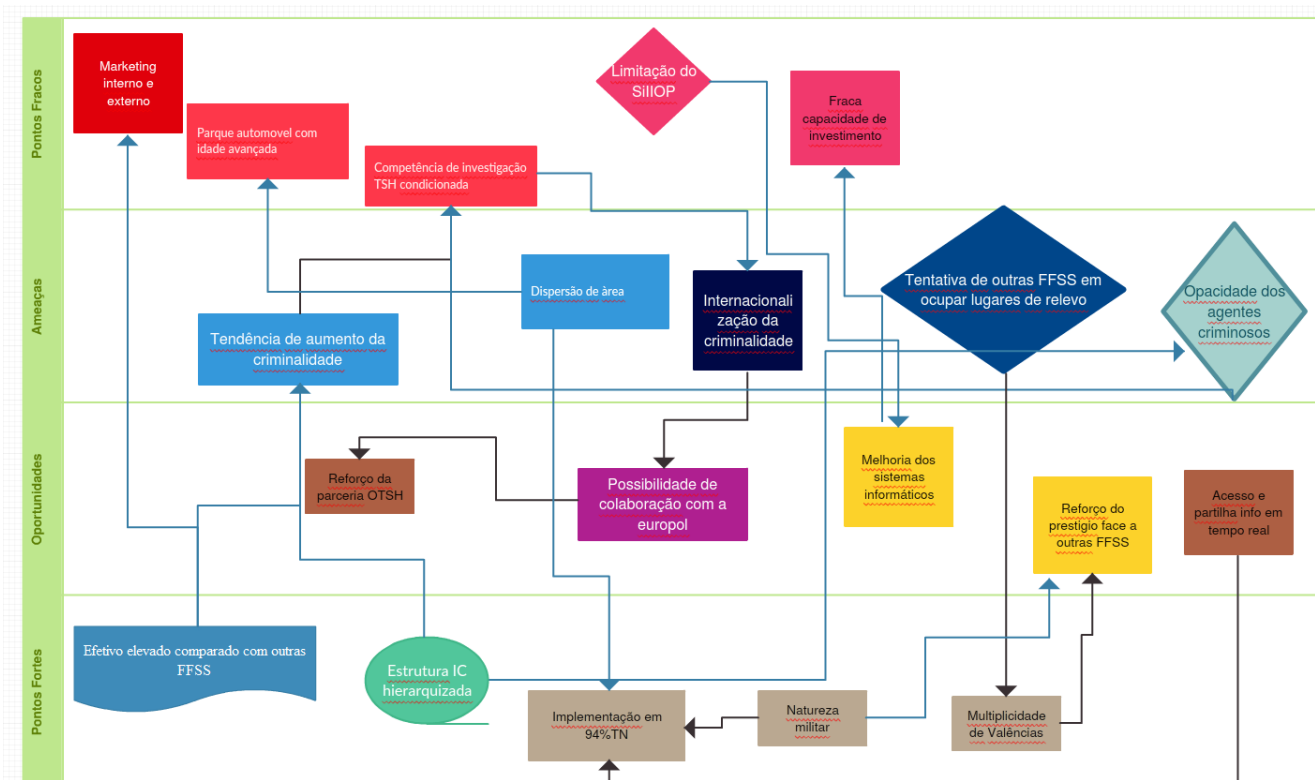 Pontos Fracos
Marketing
interno e
externo
Parque automovel com
idade avançada
Competência de investigação
TSH condicionada
Limitação do
SiIIOP
Fraca
capacidade de
investimento
Ameaças
Tendência de aumento da
criminalidade
Dispersão de àrea
Internacionali
zação da
criminalidade
Tentativa de outras FFSS em
ocupar lugares de relevo
Opacidade dos
agentes
criminosos
Oportunidades
Reforço da
parceria OTSH
Possibilidade de
colaboração com a
europol
Melhoria dos
sistemas
informáticos
Reforço do
prestigio face a
outras FFSS
Acesso e
partilha info em
tempo real
Pontos Fortes
Efetivo elevado comparado com outras
FFSS
Estrutura IC
hierarquizada
Implementação em
94%TN
Natureza
militar
Multiplicidade
de Valências